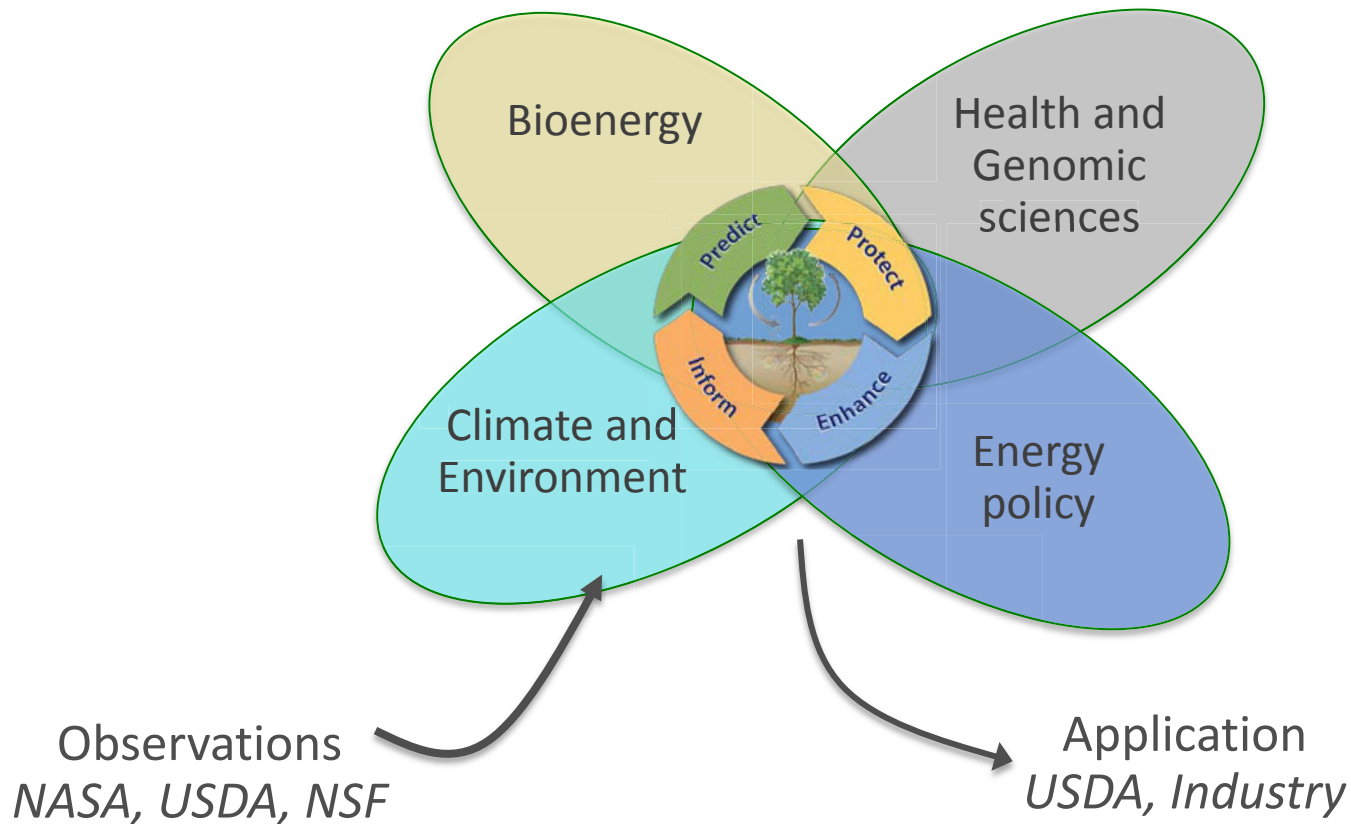 Bioenergy
Health and
Genomic
sciences
Predict
Protect
Inform
Enhance
Climate and
Environment
Energy
policy
Observations
NASA, USDA, NSF
Application
USDA, Industry